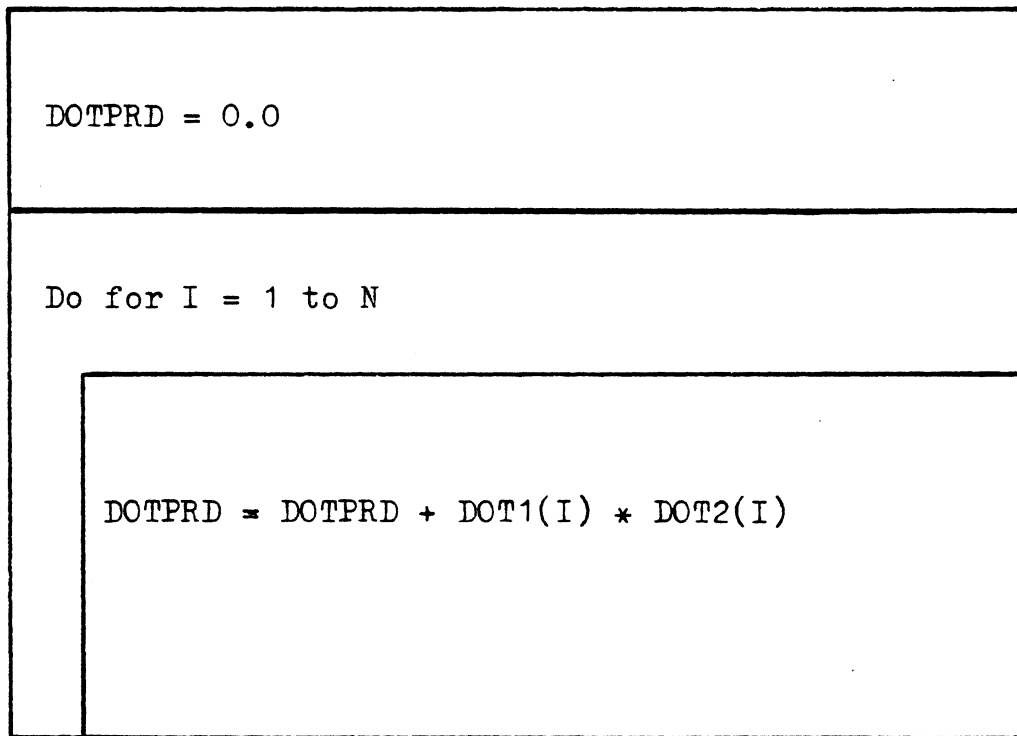 DOTPRD = 0.0
Do for I = 1 to N
DOTPRD = DOTPRD + DOT1(I) * DOT2(I)